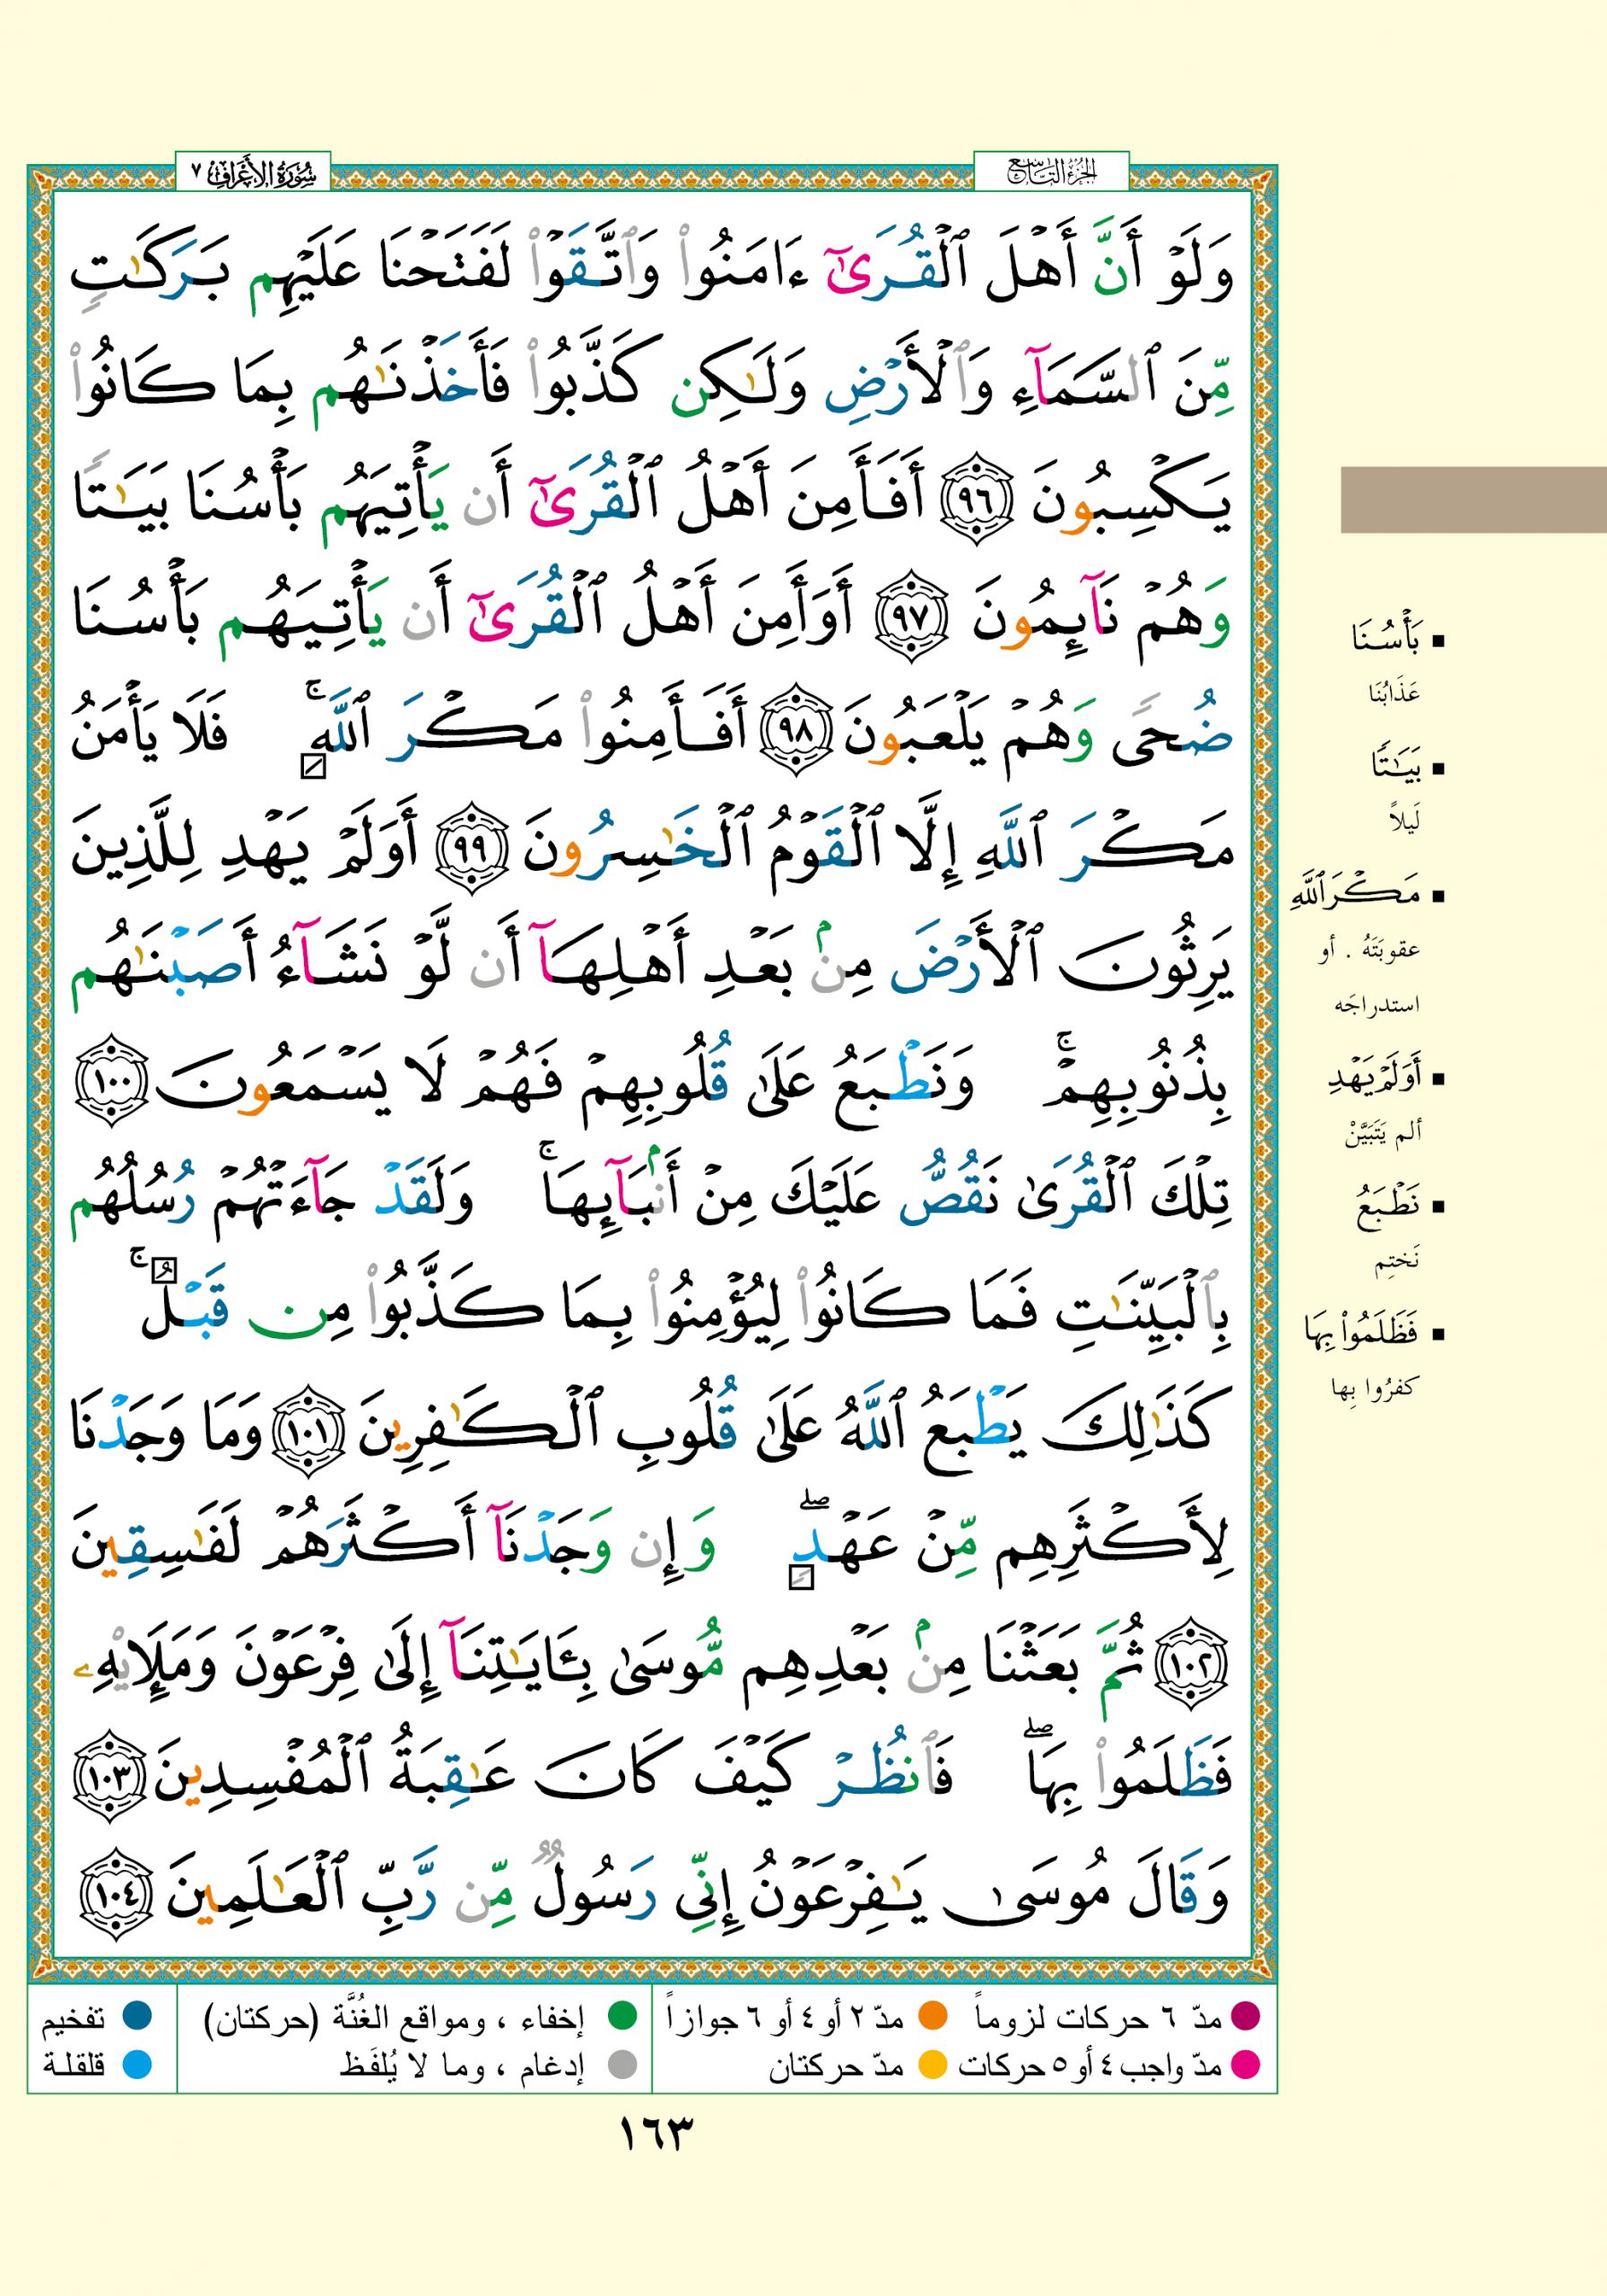 الجزء التاسع
سورة الأعراف ٧
وَلَوْ أَنَّ أَهْلَ ٱلْقُرَىٰٓ ءَامَنُوا۟ وَٱتَّقَوْا۟ لَفَتَحْنَا عَلَيْهِم بَرَكَٰتٍ
مِّنَ ٱلسَّمَآءِ وَٱلْأَرْضِ وَلَٰكِن كَذَّبُوا۟ فَأَخَذْنَٰهُم بِمَا كَانُوا۟
يَكْسِبُونَ ٩٦ أَفَأَمِنَ أَهْلُ ٱلْقُرَىٰٓ أَن يَأْتِيَهُم بَأْسُنَا بَيَٰتًا
وَهُمْ نَآئِمُونَ ٩٧ أَوَأَمِنَ أَهْلُ ٱلْقُرَىٰٓ أَن يَأْتِيَهُم بَأْسُنَا
ضُحًى وَهُمْ يَلْعَبُونَ ٩٨ أَفَأَمِنُوا۟ مَكْرَ ٱللَّهِ ۚ فَلَا يَأْمَنُ
مَكْرَ ٱللَّهِ إِلَّا ٱلْقَوْمُ ٱلْخَٰسِرُونَ ٩٩ أَوَلَمْ يَهْدِ لِلَّذِينَ
يَرِثُونَ ٱلْأَرْضَ مِنۢ بَعْدِ أَهْلِهَآ أَن لَّوْ نَشَآءُ أَصَبْنَٰهُم
بِذُنُوبِهِمْ ۚ وَنَطْبَعُ عَلَىٰ قُلُوبِهِمْ فَهُمْ لَا يَسْمَعُونَ ١٠٠
تِلْكَ ٱلْقُرَىٰ نَقُصُّ عَلَيْكَ مِنْ أَنۢبَآئِهَا ۚ وَلَقَدْ جَآءَتْهُمْ رُسُلُهُم
بِٱلْبَيِّنَٰتِ فَمَا كَانُوا۟ لِيُؤْمِنُوا۟ بِمَا كَذَّبُوا۟ مِن قَبْلُ ۚ
كَذَٰلِكَ يَطْبَعُ ٱللَّهُ عَلَىٰ قُلُوبِ ٱلْكَٰفِرِينَ ١٠١ وَمَا وَجَدْنَا
لِأَكْثَرِهِم مِّنْ عَهْدٍ ۖ وَإِن وَجَدْنَآ أَكْثَرَهُمْ لَفَٰسِقِينَ
١٠٢ ثُمَّ بَعَثْنَا مِنۢ بَعْدِهِم مُّوسَىٰ بِـَٔايَٰتِنَآ إِلَىٰ فِرْعَوْنَ وَمَلَإِي۟هِۦ
فَظَلَمُوا۟ بِهَا ۖ فَٱنظُرْ كَيْفَ كَانَ عَٰقِبَةُ ٱلْمُفْسِدِينَ ١٠٣
وَقَالَ مُوسَىٰ يَٰفِرْعَوْنُ إِنِّى رَسُولٌ مِّن رَّبِّ ٱلْعَٰلَمِينَ ١٠٤
▪ بَأْسُنَا
عَذَابُنَا
▪ بَيَٰتًا
لَيلاً
▪ مَكْرَ ٱللَّهِ
عقوبَتَهُ . أو
استدراجَه
▪ أَوَلَمْ يَهْدِ
ألم يَتَبَيَّنْ
▪ نَطْبَعُ
نَختِم
▪ فَظَلَمُوا۟ بِهَا
كفرُوا بِها
مدّ ٦ حركات لزوماً مدّ ٢ أو ٤ أو ٦ جوازاً إخفاء ، ومواقع الغُنَّة (حركتان) تفخيم
مدّ واجب ٤ أو ٥ حركات مدّ حركتان إدغام ، وما لا يُلفَظ قلقلة
١٦٣